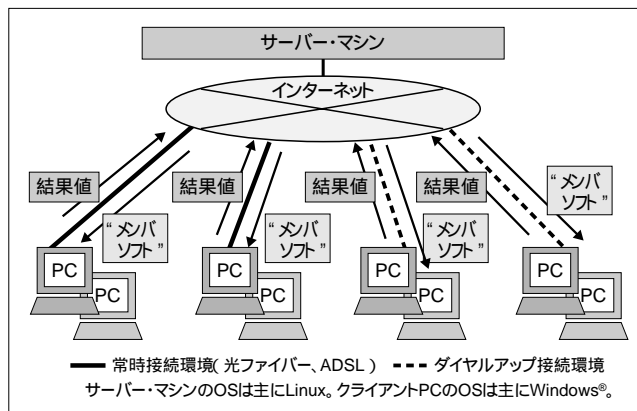 サーバー・マシン
インターネット
結果値 結果値 結果値 結果値
“メンバソフト”
“メンバ
ソフト”
“メンバ
ソフト”
“メンバ
ソフト”
PC PC PC PC
PC PC PC PC
常時接続環境(光ファイバー、ADSL) ダイヤルアップ接続環境
サーバー・マシンのOSは主にLinux。クライアントPCのOSは主にWindows®。